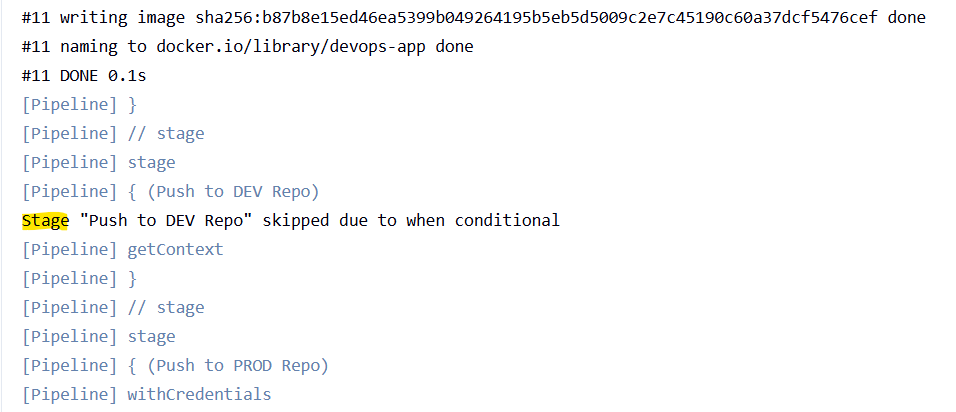 #11 writing image sha256:b87b8e15ed46ea5399b049264195b5eb5d5009c2e7c45190c60a37dcf5476cef done
#11 naming to docker.io/library/devops-app done
#11 DONE 0.1s
[Pipeline] }
[Pipeline] // stage
[Pipeline] stage
[Pipeline] { (Push to DEV Repo)
Stage "Push to DEV Repo" skipped due to when conditional
[Pipeline] getContext
[Pipeline] }
[Pipeline] // stage
[Pipeline] stage
[Pipeline] { (Push to PROD Repo)
[Pipeline] withCredentials